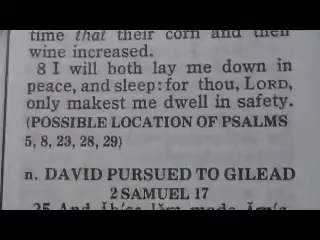 time that their corn and their
wine increased.
8 I will both lay me down in
peace, and sleep: for thou, LORD,
only makest me dwell in safety.
(POSSIBLE LOCATION OF PSALMS
5, 8, 23, 28, 29)
n. DAVID PURSUED TO GILEAD
2 SAMUEL 17
25 And